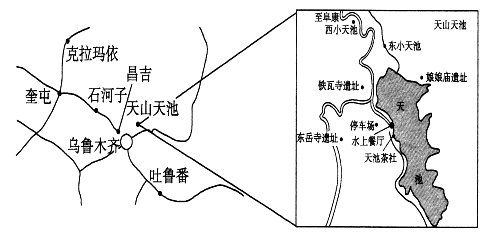 克拉玛依
奎屯
石河子
昌吉
天山天池
乌鲁木齐
吐鲁番
至阜康
西小天池
天山天池
东小天池
娘娘庙遗址
铁瓦寺遗址
天
池
停车场
东岳寺遗址
水上餐厅
天池茶社